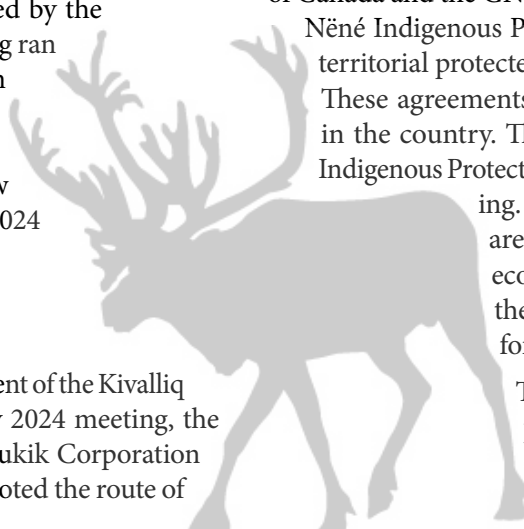 ed by the
g ran
w
2024
ent of the Kivalliq
2024 meeting, the
ukik Corporation
oted the route of
of Canada and the
Nëné Indigenous P
territorial protecte
These agreements
in the country.
Indigenous Protect
ing.
are
eco
the
fo
T